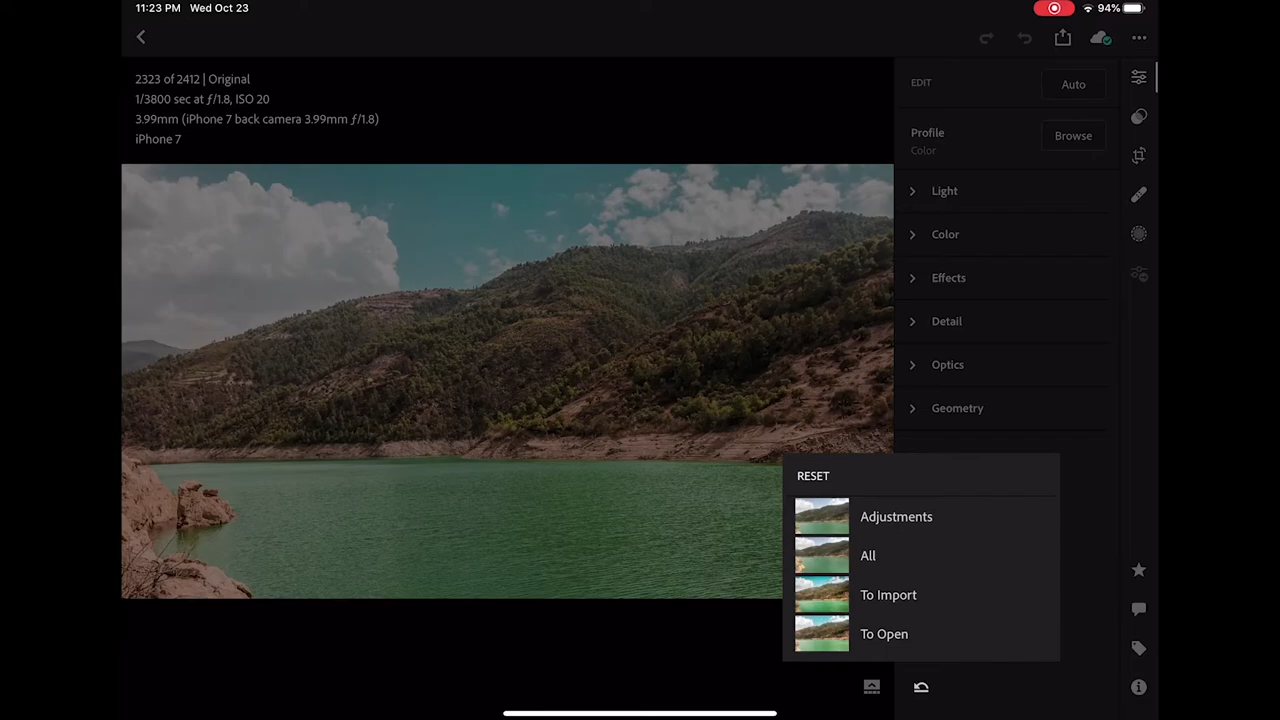 11:23 PM Wed Oct 23
94%
2323 of 2412 | Original
1/3800 sec at ƒ/1.8, ISO 20
3.99mm (iPhone 7 back camera 3.99mm ƒ/1.8)
iPhone 7
EDIT
Auto
Profile
Color
Browse
Light
Color
Effects
Detail
Optics
Geometry
RESET
Adjustments
All
To Import
To Open